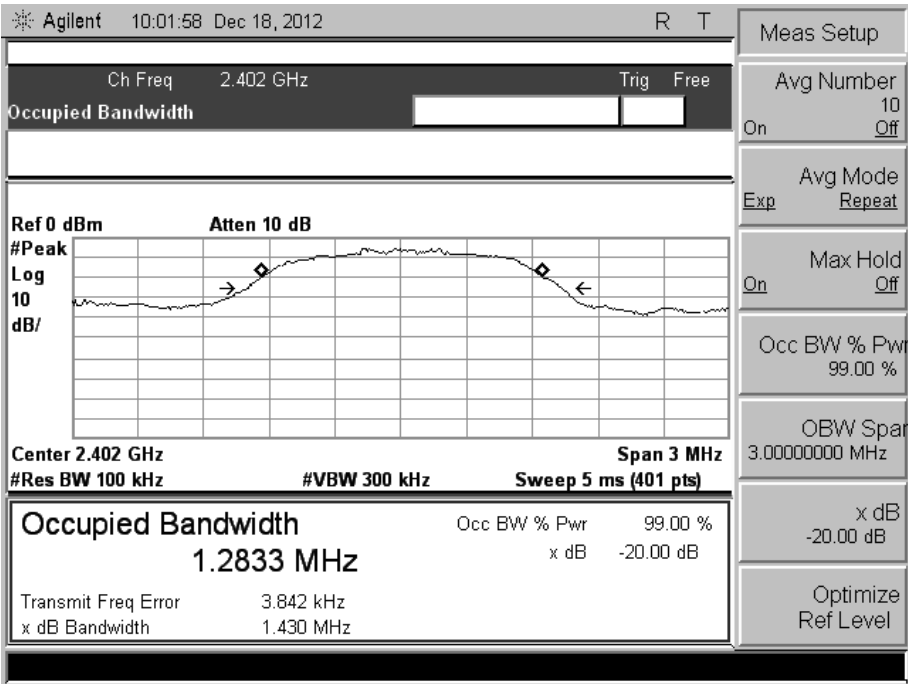 Agilent 10:01:58 Dec 18, 2012 R T
Ch Freq 2.402 GHz Trig Free
Occupied Bandwidth
Ref 0 dBm Atten 10 dB
#Peak
Log
10
dB/
Center 2.402 GHz Span 3 MHz
#Res BW 100 kHz #VBW 300 kHz Sweep 5 ms (401 pts)
Occupied Bandwidth
1.2833 MHz
Occ BW % Pwr 99.00 %
x dB -20.00 dB
Transmit Freq Error 3.842 kHz
x dB Bandwidth 1.430 MHz
Meas Setup
Avg Number
10
On Off
Avg Mode
Exp Repeat
Max Hold
On Off
Occ BW % Pwr
99.00 %
OBW Spar
3.00000000 MHz
x dB
-20.00 dB
Optimize
Ref Level